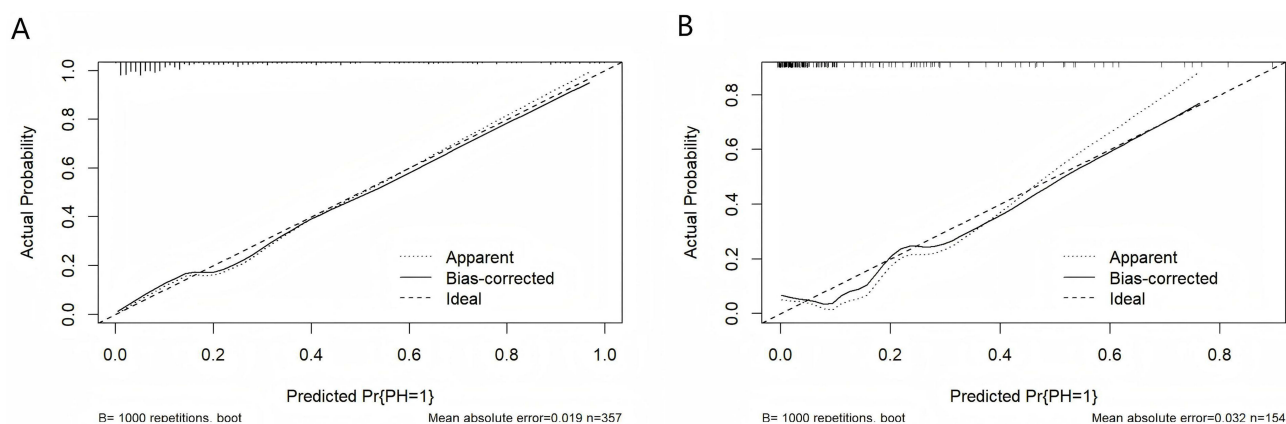 A
Actual Probability
1.0
0.8
0.6
0.4
0.2
0.0
Apparent
Bias-corrected
Ideal
0.0 0.2 0.4 0.6 0.8 1.0
Predicted Pr{PH=1}
B= 1000 repetitions, boot
Mean absolute error=0.019 n=357
B
Actual Probability
0.8
0.6
0.4
0.2
0.0
Apparent
Bias-corrected
Ideal
0.0 0.2 0.4 0.6 0.8
Predicted Pr{PH=1}
B= 1000 repetitions, boot
Mean absolute error=0.032 n=154